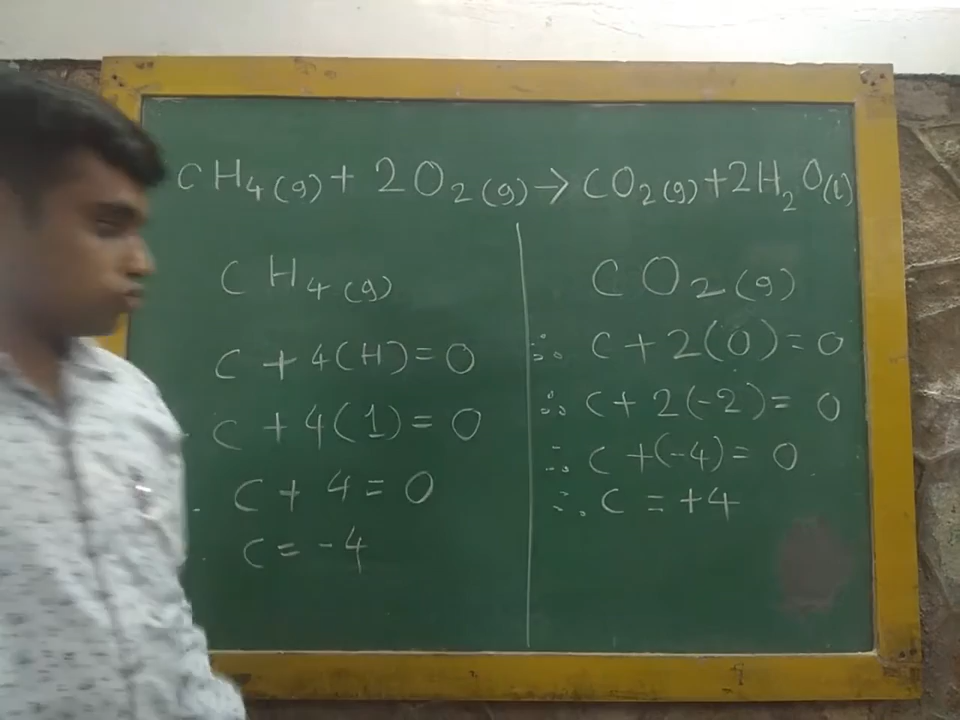 CH₄(g) + 2O₂(g) → CO₂(g) + 2H₂O(l)
CH₄(g)
C + 4(H) = 0
C + 4(1) = 0
C + 4 = 0
C = -4
CO₂(g)
∴ C + 2(O) = 0
∴ C + 2(-2) = 0
∴ C + (-4) = 0
∴ C = +4